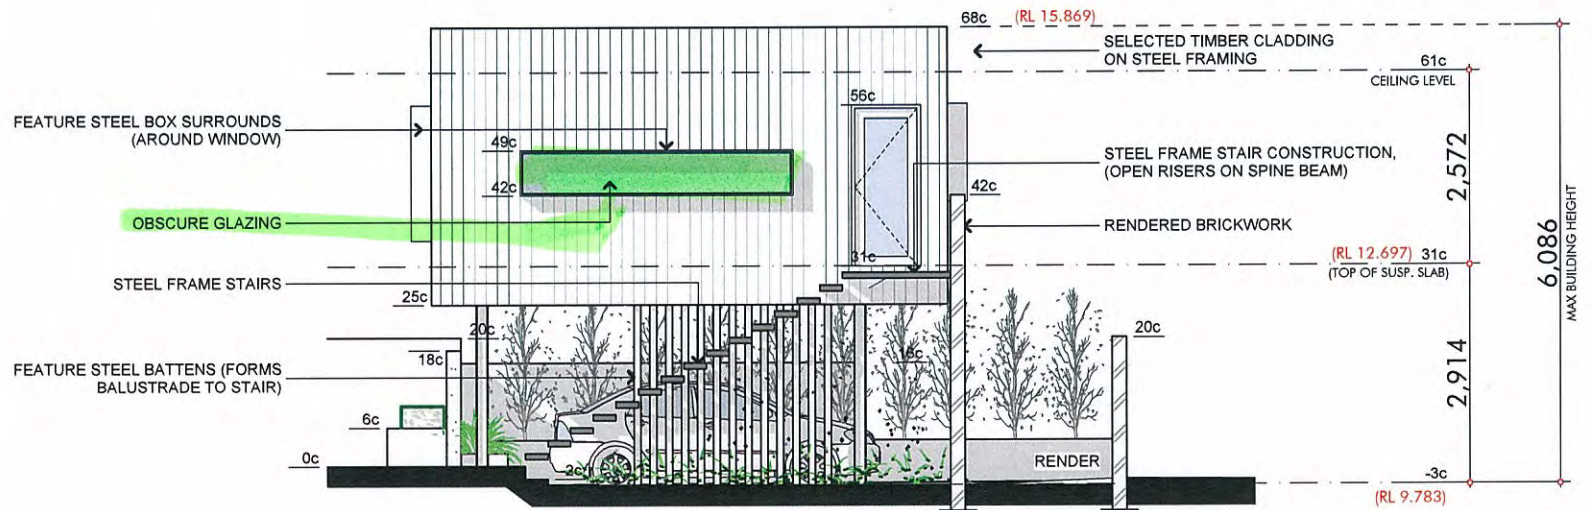 68c
(RL 15.869)
SELECTED TIMBER CLADDING
ON STEEL FRAMING
61c
CEILING LEVEL
56c
FEATURE STEEL BOX SURROUNDS
(AROUND WINDOW)
49c
STEEL FRAME STAIR CONSTRUCTION,
(OPEN RISERS ON SPINE BEAM)
2,572
42c
42c
OBSCURE GLAZING
RENDERED BRICKWORK
6,086
MAX BUILDING HEIGHT
31c
(RL 12.697) 31c
(TOP OF SUSP. SLAB)
STEEL FRAME STAIRS
25c
20c
20c
18c
16c
FEATURE STEEL BATTENS (FORMS
BALUSTRADE TO STAIR)
2,914
6c
0c
-2c
RENDER
-3c
(RL 9.783)